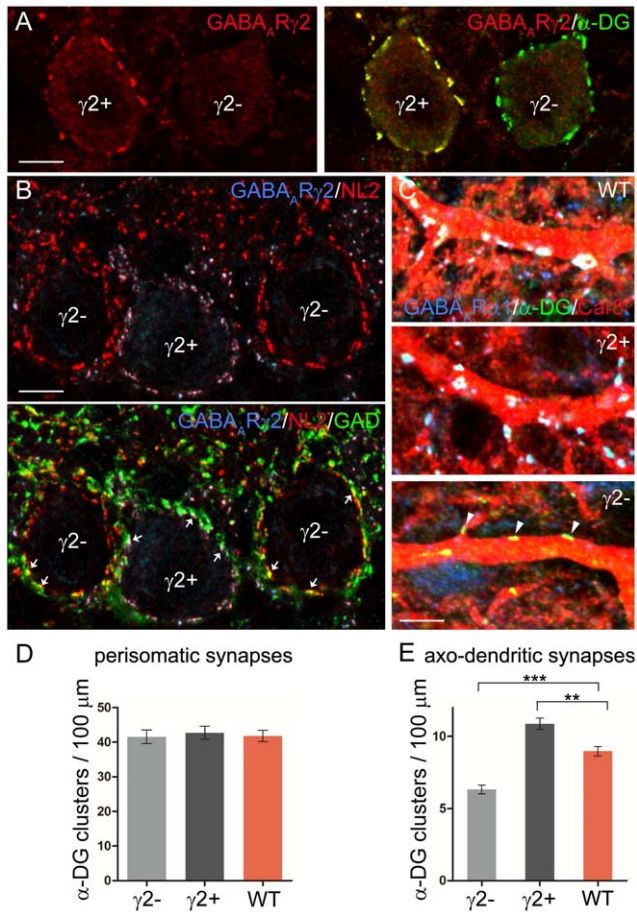 A GABAARγ2 GABAARγ2/α-DG
γ2+ γ2- γ2+ γ2-
B GABAARγ2/NL2
γ2- γ2+ γ2-
GABAARγ2/NL2/GAD
γ2- γ2+ γ2-
C WT
GABAARα1/α-DG/Car8
γ2+
γ2-
D perisomatic synapses
α-DG clusters / 100 μm
50
40
30
20
10
0
γ2- γ2+ WT
E axo-dendritic synapses
***
**
α-DG clusters / 100 μm
10
5
0
γ2- γ2+ WT